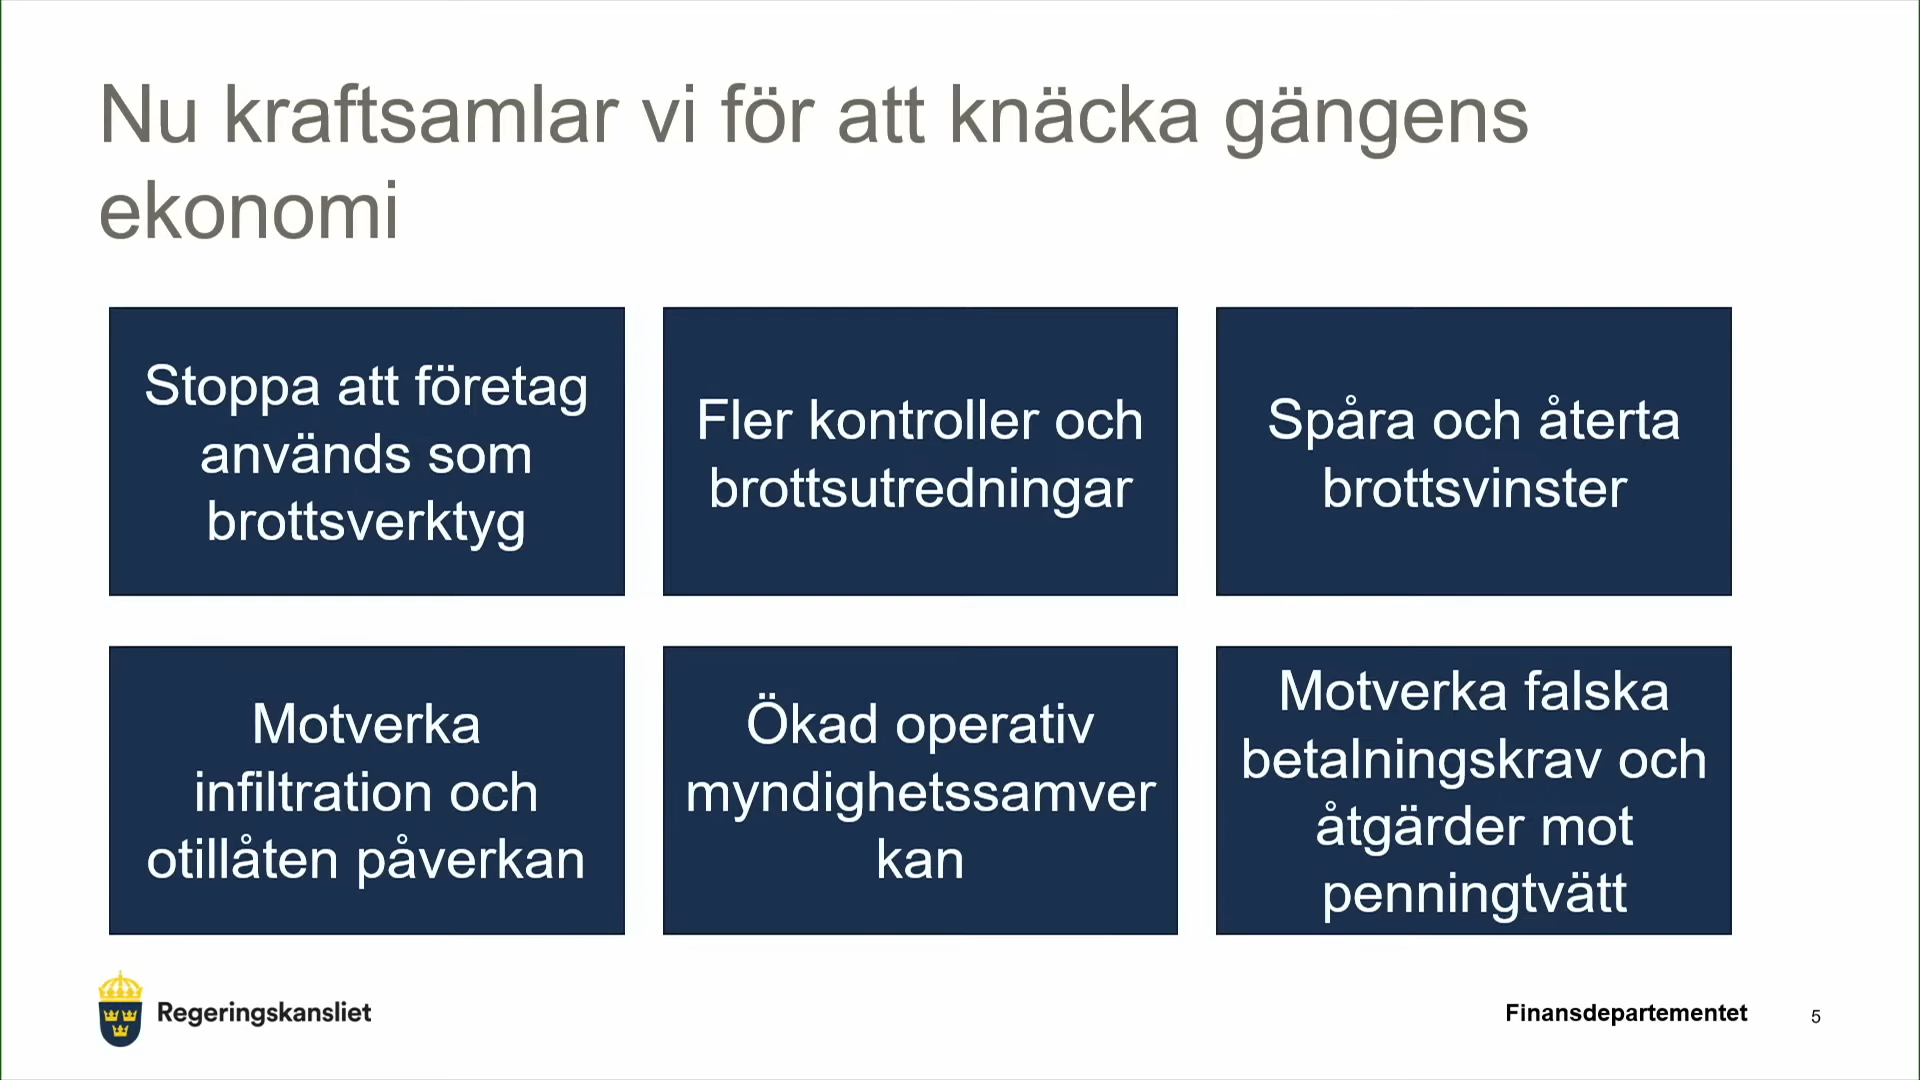 Nu kraftsamlar vi för att knäcka gängens
ekonomi
Stoppa att företag
används som
brottsverktyg
Fler kontroller och
brottsutredningar
Spåra och återta
brottsvinster
Motverka
infiltration och
otillåten påverkan
Ökad operativ
myndighetssamver
kan
Motverka falska
betalningskrav och
åtgärder mot
penningtvätt
Regeringskansliet
Finansdepartementet
5